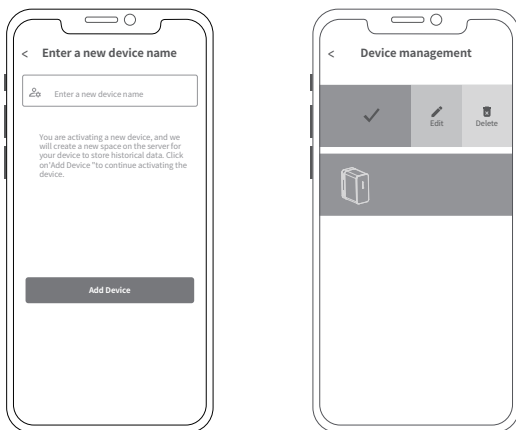 < Enter a new device name
Enter a new device name
You are activating a new device, and we
will create a new space on the server for
your device to store historical data. Click
on'Add Device "to continue activating the
device.
Add Device
< Device management
Edit Delete